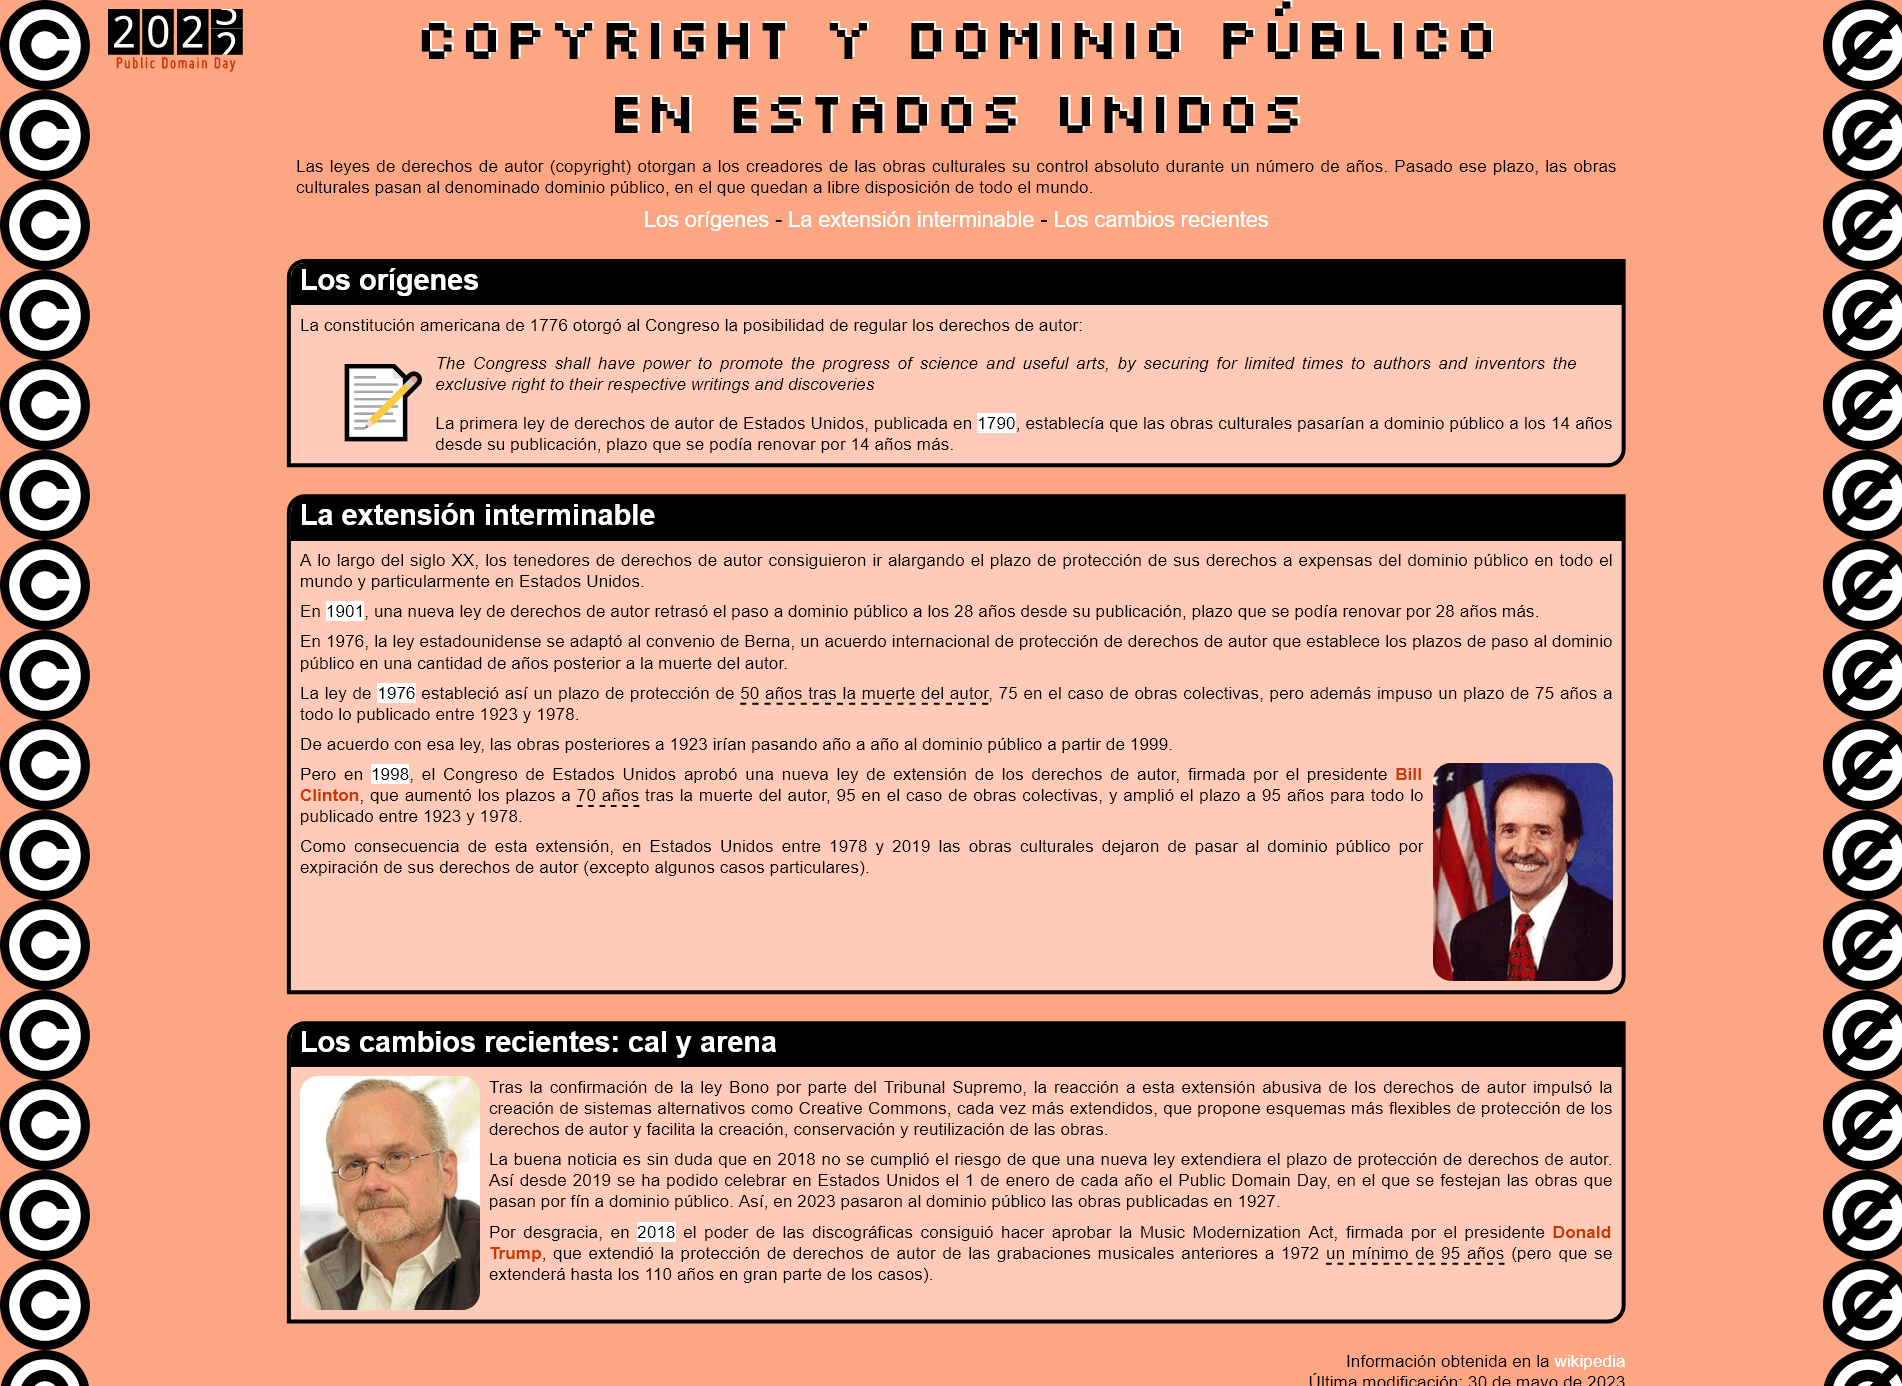 2023
2
Public Domain Day
COPYRIGHT Y DOMINIO PÚBLICO
EN ESTADOS UNIDOS
Las leyes de derechos de autor (copyright) otorgan a los creadores de las obras culturales su control absoluto durante un número de años. Pasado ese plazo, las obras
culturales pasan al denominado dominio público, en el que quedan a libre disposición de todo el mundo.
Los orígenes - La extensión interminable - Los cambios recientes
Los orígenes
La constitución americana de 1776 otorgó al Congreso la posibilidad de regular los derechos de autor:
The Congress shall have power to promote the progress of science and useful arts, by securing for limited times to authors and inventors the
exclusive right to their respective writings and discoveries
La primera ley de derechos de autor de Estados Unidos, publicada en 1790, establecía que las obras culturales pasarían a dominio público a los 14 años
desde su publicación, plazo que se podía renovar por 14 años más.
La extensión interminable
A lo largo del siglo XX, los tenedores de derechos de autor consiguieron ir alargando el plazo de protección de sus derechos a expensas del dominio público en todo el
mundo y particularmente en Estados Unidos.
En 1901, una nueva ley de derechos de autor retrasó el paso a dominio público a los 28 años desde su publicación, plazo que se podía renovar por 28 años más.
En 1976, la ley estadounidense se adaptó al convenio de Berna, un acuerdo internacional de protección de derechos de autor que establece los plazos de paso al dominio
público en una cantidad de años posterior a la muerte del autor.
La ley de 1976 estableció así un plazo de protección de 50 años tras la muerte del autor, 75 en el caso de obras colectivas, pero además impuso un plazo de 75 años a
todo lo publicado entre 1923 y 1978.
De acuerdo con esa ley, las obras posteriores a 1923 irían pasando año a año al dominio público a partir de 1999.
Pero en 1998, el Congreso de Estados Unidos aprobó una nueva ley de extensión de los derechos de autor, firmada por el presidente Bill
Clinton, que aumentó los plazos a 70 años tras la muerte del autor, 95 en el caso de obras colectivas, y amplió el plazo a 95 años para todo lo
publicado entre 1923 y 1978.
Como consecuencia de esta extensión, en Estados Unidos entre 1978 y 2019 las obras culturales dejaron de pasar al dominio público por
expiración de sus derechos de autor (excepto algunos casos particulares).
Los cambios recientes: cal y arena
Tras la confirmación de la ley Bono por parte del Tribunal Supremo, la reacción a esta extensión abusiva de los derechos de autor impulsó la
creación de sistemas alternativos como Creative Commons, cada vez más extendidos, que propone esquemas más flexibles de protección de los
derechos de autor y facilita la creación, conservación y reutilización de las obras.
La buena noticia es sin duda que en 2018 no se cumplió el riesgo de que una nueva ley extendiera el plazo de protección de derechos de autor.
Así desde 2019 se ha podido celebrar en Estados Unidos el 1 de enero de cada año el Public Domain Day, en el que se festejan las obras que
pasan por fín a dominio público. Así, en 2023 pasaron al dominio público las obras publicadas en 1927.
Por desgracia, en 2018 el poder de las discográficas consiguió hacer aprobar la Music Modernization Act, firmada por el presidente Donald
Trump, que extendió la protección de derechos de autor de las grabaciones musicales anteriores a 1972 un mínimo de 95 años (pero que se
extenderá hasta los 110 años en gran parte de los casos).
Información obtenida en la wikipedia
Última modificación: 30 de mayo de 2023